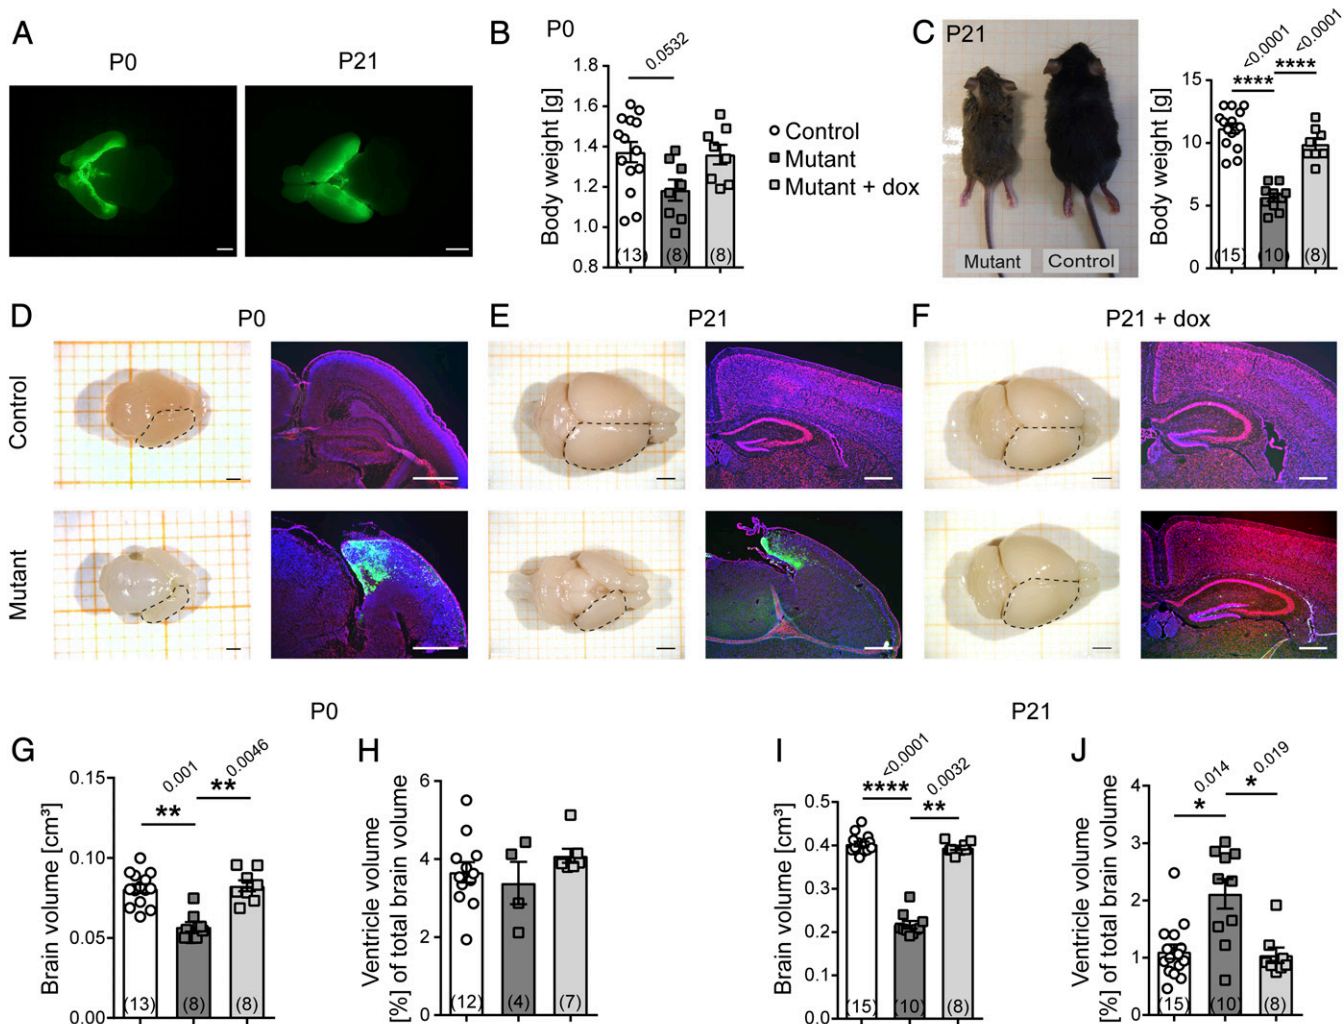 A
P0
P21
B
P0
0.0532
Body weight [g]
1.8
1.6
1.4
1.2
1.0
0.8
(13)
(8)
(8)
Control
Mutant
Mutant + dox
C
P21
Mutant
Control
<0.0001
<0.0001
****
****
Body weight [g]
15
10
5
0
(15)
(10)
(8)
D
P0
E
P21
F
P21 + dox
Control
Mutant
P0
P21
G
0.001
0.0046
**
**
Brain volume [cm³]
0.15
0.10
0.05
0.00
(13)
(8)
(8)
H
Ventricle volume
[%] of total brain volume
6
4
2
0
(12)
(4)
(7)
I
<0.0001
0.0032
****
**
Brain volume [cm³]
0.5
0.4
0.3
0.2
0.1
0.0
(15)
(10)
(8)
J
0.014
0.019
*
*
Ventricle volume
[%] of total brain volume
4
3
2
1
0
(15)
(10)
(8)